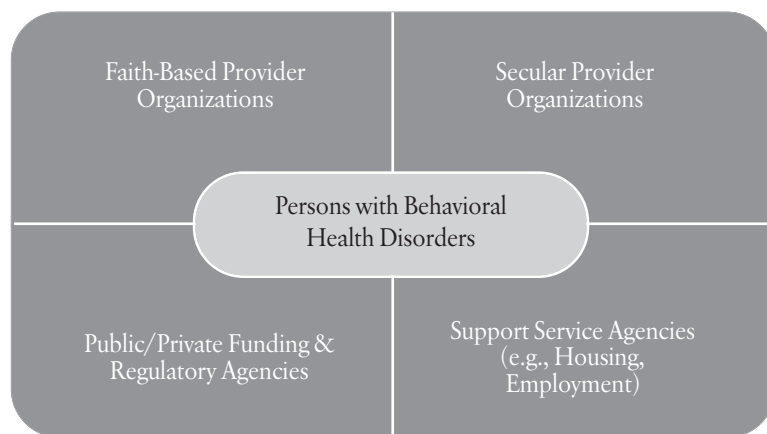 Faith-Based Provider
Organizations
Secular Provider
Organizations
Persons with Behavioral
Health Disorders
Public/Private Funding &
Regulatory Agencies
Support Service Agencies
(e.g., Housing,
Employment)